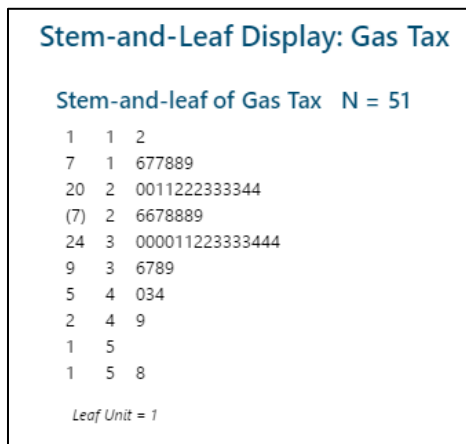 Stem-and-Leaf Display: Gas Tax
Stem-and-leaf of Gas Tax N = 51
1 1 2
7 1 677889
20 2 0011222333344
(7) 2 6678889
24 3 000011223333444
9 3 6789
5 4 034
2 4 9
1 5
1 5 8
Leaf Unit = 1